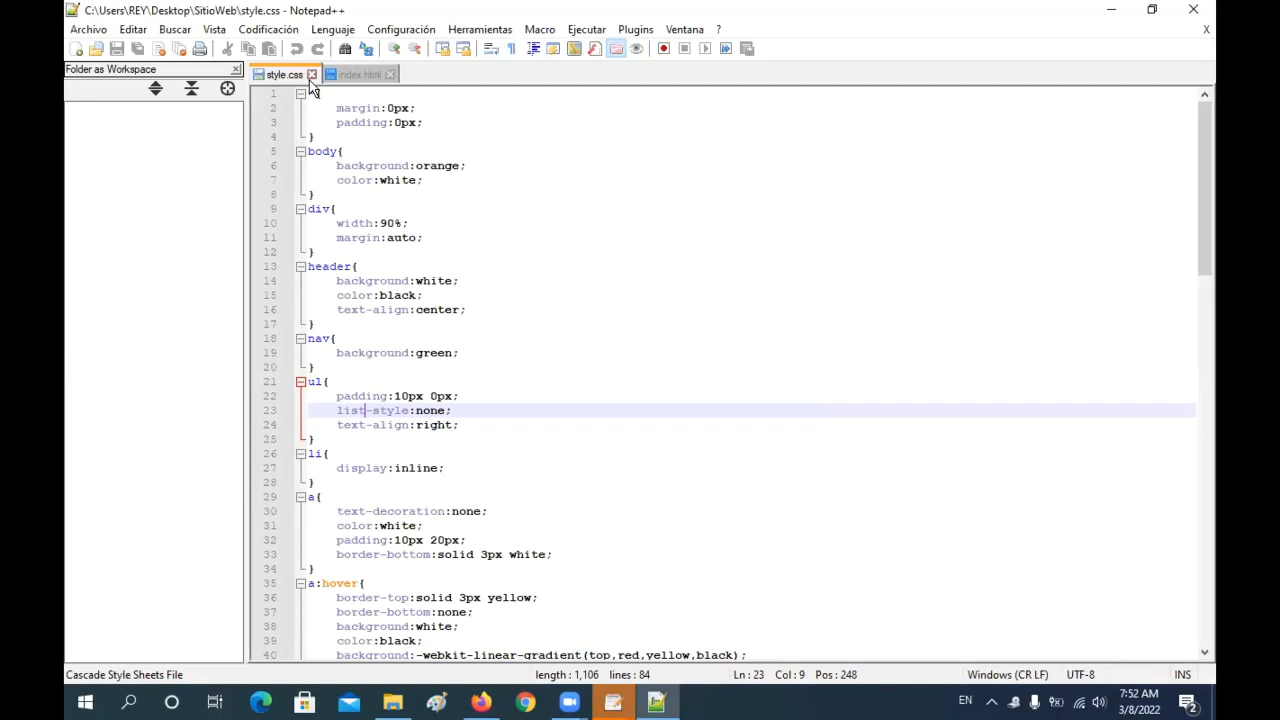 C:\Users\REY\Desktop\SitioWeb\style.css - Notepad++
Archivo Editar Buscar Vista Codificación Lenguaje Configuración Herramientas Macro Ejecutar Plugins Ventana ? X
Folder as Workspace
style.css index.html
1
2 margin:0px;
3 padding:0px;
4 }
5 body{
6 background:orange;
7 color:white;
8 }
9 div{
10 width:90%;
11 margin:auto;
12 }
13 header{
14 background:white;
15 color:black;
16 text-align:center;
17 }
18 nav{
19 background:green;
20 }
21 ul{
22 padding:10px 0px;
23 list-style:none;
24 text-align:right;
25 }
26 li{
27 display:inline;
28 }
29 a{
30 text-decoration:none;
31 color:white;
32 padding:10px 20px;
33 border-bottom:solid 3px white;
34 }
35 a:hover{
36 border-top:solid 3px yellow;
37 border-bottom:none;
38 background:white;
39 color:black;
40 background:-webkit-linear-gradient(top,red,yellow,black);
Cascade Style Sheets File length : 1,106 lines : 84 Ln : 23 Col : 9 Pos : 248 Windows (CR LF) UTF-8 INS
EN 7:52 AM
3/8/2022 2